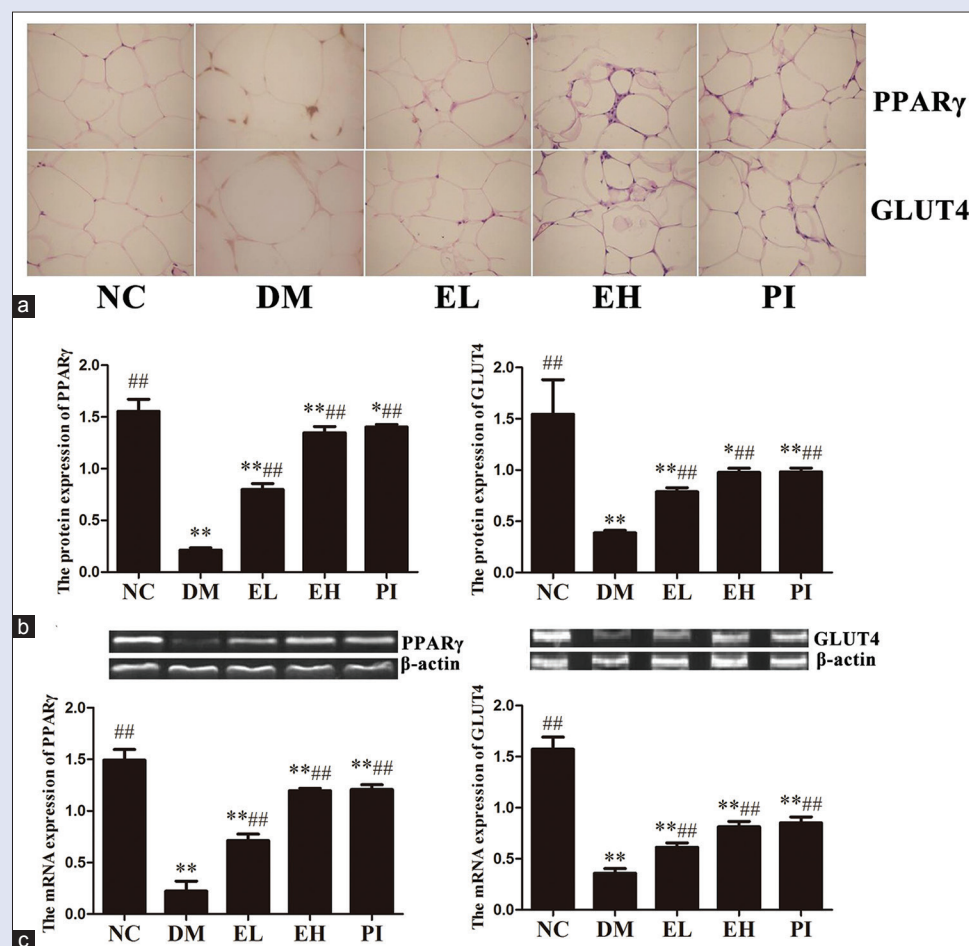 PPARγ
GLUT4
NC DM EL EH PI
a
The protein expression of PPARγ
2.0
1.5
1.0
0.5
0.0
##
**
**##
**##
*##
NC DM EL EH PI
The protein expression of GLUT4
2.0
1.5
1.0
0.5
0.0
##
**
**##
*##
**##
NC DM EL EH PI
b
PPARγ
β-actin
GLUT4
β-actin
The mRNA expression of PPARγ
2.0
1.5
1.0
0.5
0.0
##
**
**##
**##
**##
NC DM EL EH PI
The mRNA expression of GLUT4
2.0
1.5
1.0
0.5
0.0
##
**
**##
**##
**##
NC DM EL EH PI
c